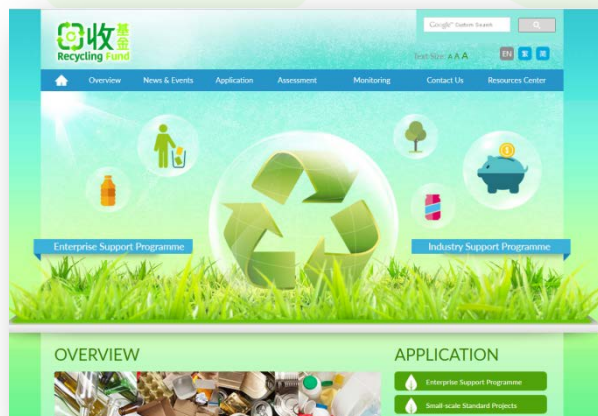 回收基金
Recycling Fund
Google Custom Search
Text Size: A A A
EN 繁 简
Overview News & Events Application Assessment Monitoring Contact Us Resources Center
Enterprise Support Programme
Industry Support Programme
OVERVIEW
APPLICATION
Enterprise Support Programme
Small-scale Standard Projects